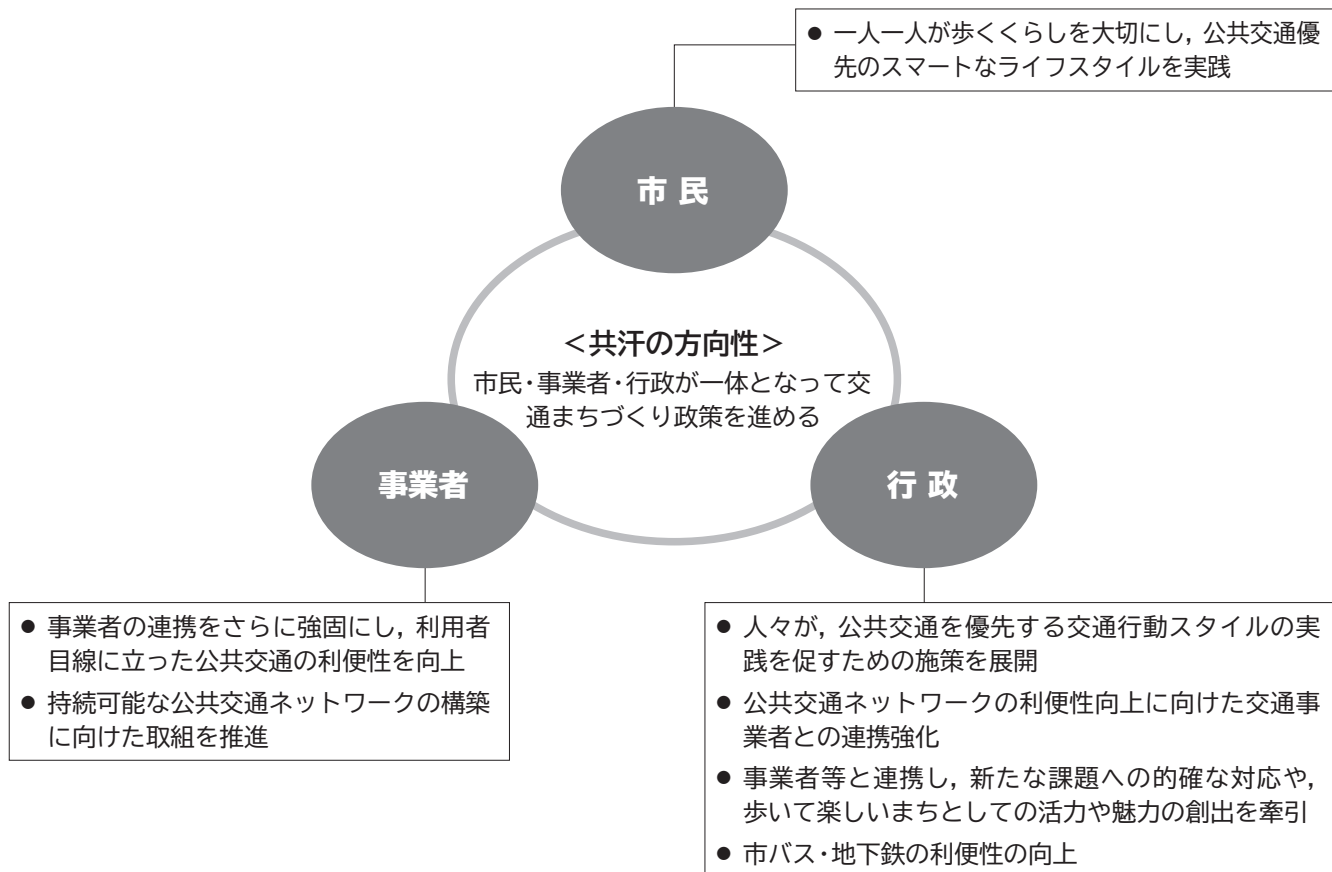 ● 一人一人が歩くくらしを大切にし，公共交通優
先のスマートなライフスタイルを実践
市 民
＜共汗の方向性＞
市民・事業者・行政が一体となって交
通まちづくり政策を進める
事業者
行 政
● 事業者の連携をさらに強固にし，利用者
目線に立った公共交通の利便性を向上
● 持続可能な公共交通ネットワークの構築
に向けた取組を推進
● 人々が，公共交通を優先する交通行動スタイルの実
践を促すための施策を展開
● 公共交通ネットワークの利便性向上に向けた交通事
業者との連携強化
● 事業者等と連携し，新たな課題への的確な対応や，
歩いて楽しいまちとしての活力や魅力の創出を牽引
● 市バス・地下鉄の利便性の向上